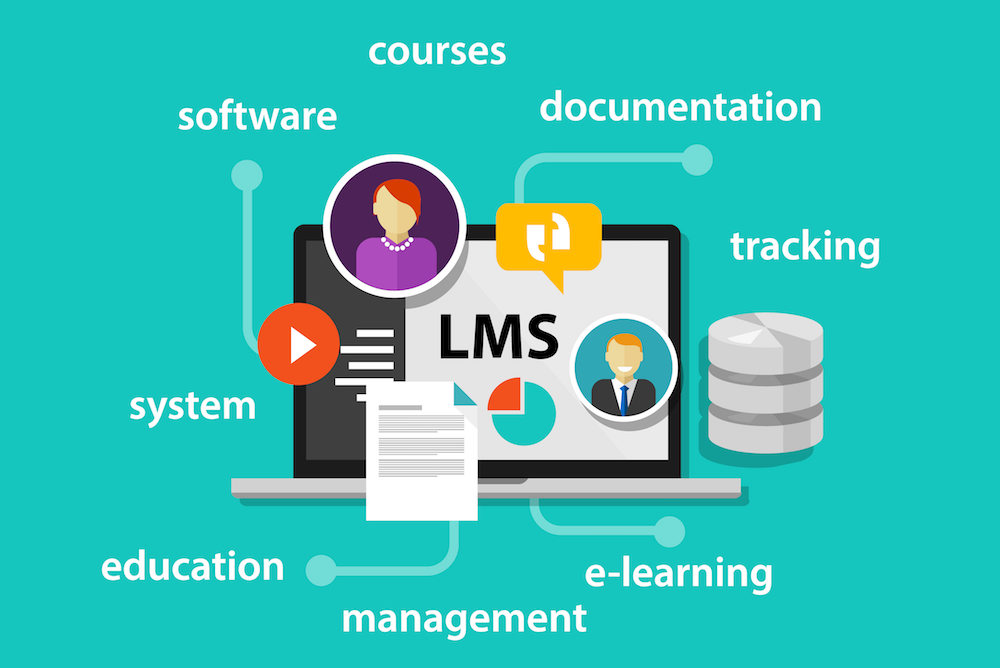 courses
software
documentation
tracking
LMS
system
education
e-learning
management